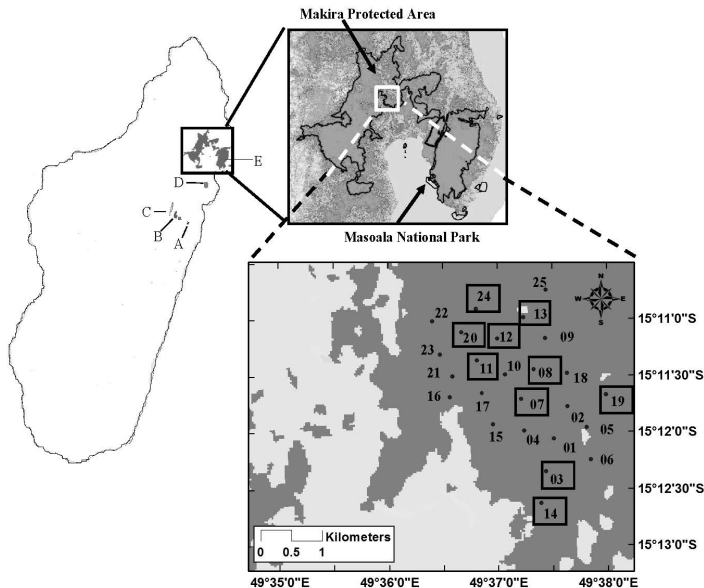 Makira Protected Area
E
D
C
B
A
Masoala National Park
N
W E
S
25
24
13
22
20
12
09
23
11
10
08
18
21
16
17
07
19
02
15
04
05
01
06
03
14
15°11'0"S
15°11'30"S
15°12'0"S
15°12'30"S
15°13'0"S
Kilometers
0 0.5 1
49°35'0"E 49°36'0"E 49°37'0"E 49°38'0"E